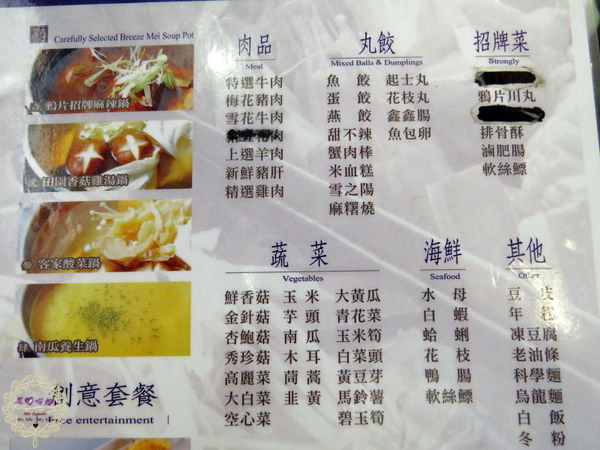 Carefully Selected Breeze Mei Soup Pot
鴉片招牌麻辣鍋
田園香菇雞湯鍋
客家酸菜鍋
南瓜養生鍋
創意套餐
ce entertainment
肉品
Meal
特選牛肉
梅花豬肉
雪花牛肉
上選羊肉
新鮮豬肝
精選雞肉
丸餃
Mixed Balls & Dumplings
魚餃 起士丸
蛋餃 花枝丸
燕餃 鑫鑫腸
甜不辣 魚包卵
蟹肉棒
米血糕
雪之陽
麻糬燒
招牌菜
Strongly
鴉片川丸
排骨酥
滷肥腸
軟絲鰾
蔬菜
Vegetables
鮮香菇 玉米 大黃瓜
金針菇 芋頭 青花菜
杏鮑菇 南瓜 玉米筍
秀珍菇 木耳 白菜頭
高麗菜 茼蒿 黃豆芽
大白菜 韭黃 馬鈴薯
空心菜 碧玉筍
海鮮
Seafood
水母
白蝦
蛤蜊
花枝
鴨腸
軟絲鰾
其他
Other
豆皮
年糕
凍豆腐
老油條
科學麵
烏龍麵
白飯
冬粉